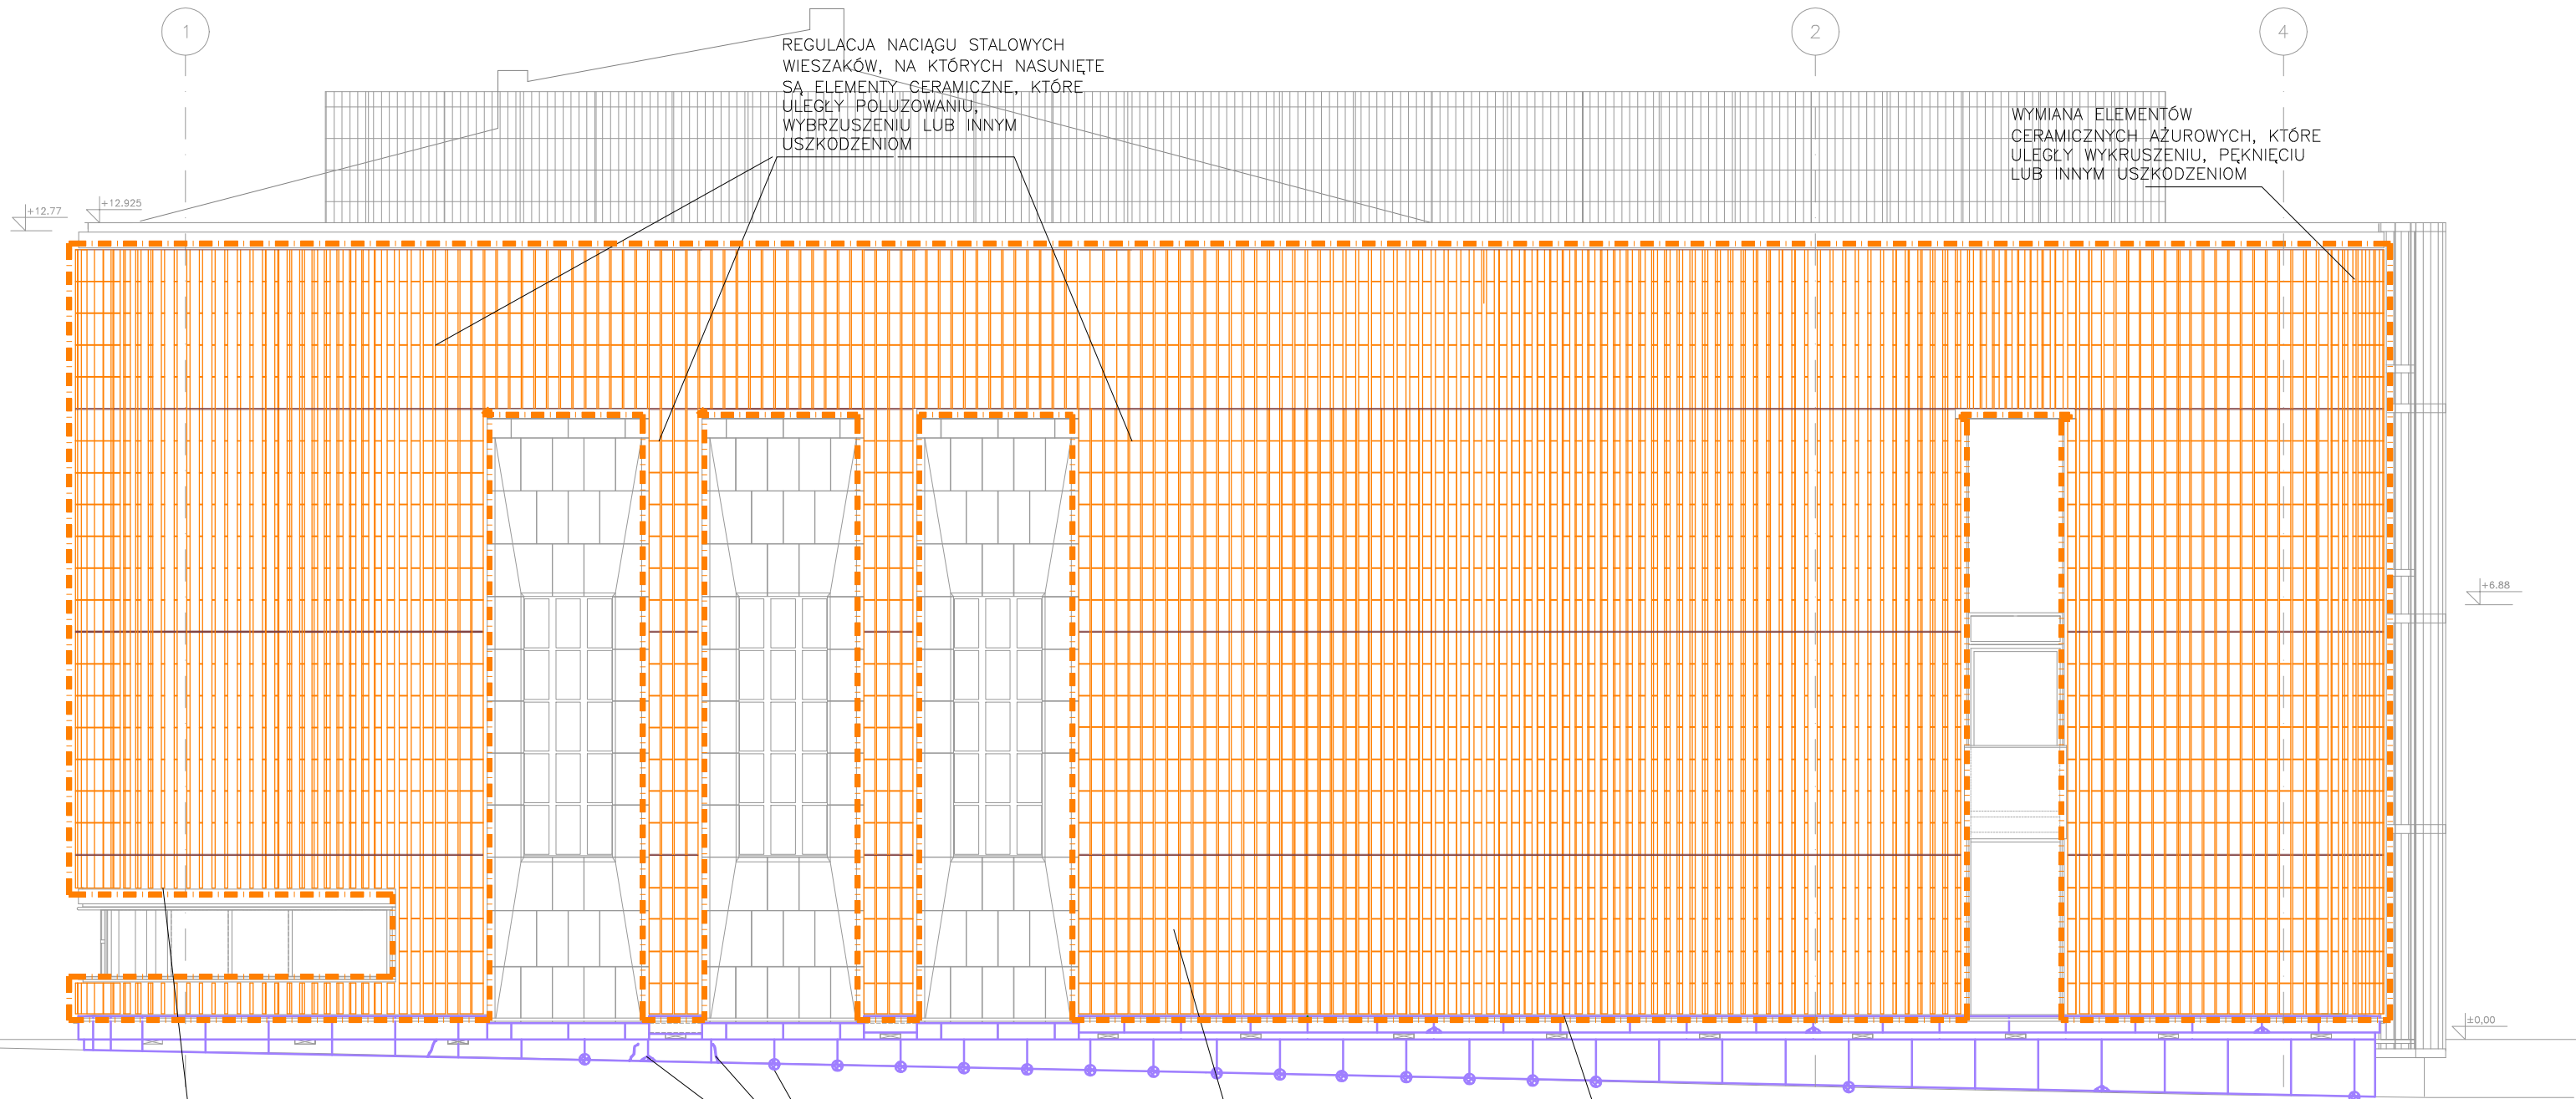 1
2
4
REGULACJA NACIĄGU STALOWYCH
WIESZAKÓW, NA KTÓRYCH NASUNIĘTE
SĄ ELEMENTY CERAMICZNE, KTÓRE
ULEGŁY POLUZOWANIU,
WYBRZUSZENIU LUB INNYM
USZKODZENIOM
WYMIANA ELEMENTÓW
CERAMICZNYCH AŻUROWYCH, KTÓRE
ULEGŁY WYKRUSZENIU, PĘKNIĘCIU
LUB INNYM USZKODZENIOM
+12.77
+12.925
+6.88
±0,00